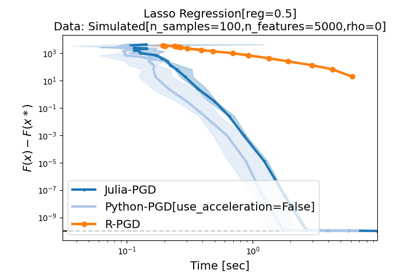 Lasso Regression[reg=0.5]
Data: Simulated[n_samples=100,n_features=5000,rho=0]
F(x) − F(x*)
10³
10¹
10⁻¹
10⁻³
10⁻⁵
10⁻⁷
10⁻⁹
Julia-PGD
Python-PGD[use_acceleration=False]
R-PGD
10⁻¹
10⁰
Time [sec]